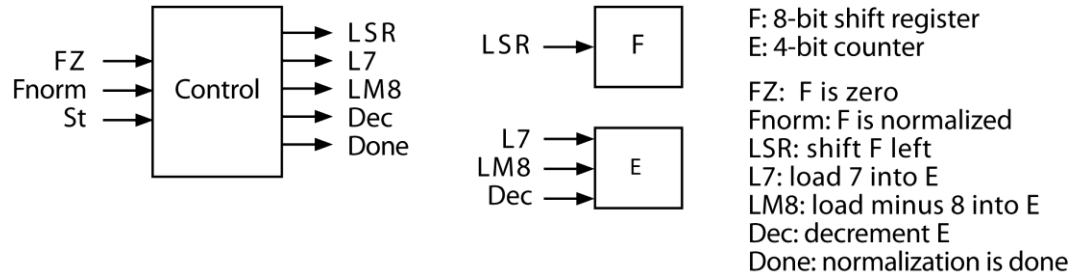 FZ
Fnorm
St
Control
LSR
L7
LM8
Dec
Done
LSR
F
L7
LM8
Dec
E
F: 8-bit shift register
E: 4-bit counter
FZ: F is zero
Fnorm: F is normalized
LSR: shift F left
L7: load 7 into E
LM8: load minus 8 into E
Dec: decrement E
Done: normalization is done